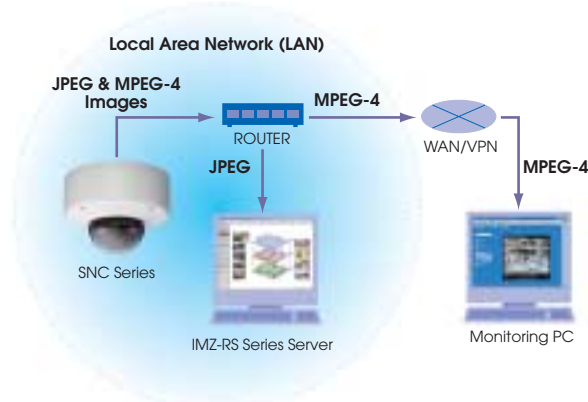 Local Area Network (LAN)
JPEG & MPEG-4
Images
MPEG-4
ROUTER
WAN/VPN
JPEG
MPEG-4
SNC Series
IMZ-RS Series Server
Monitoring PC